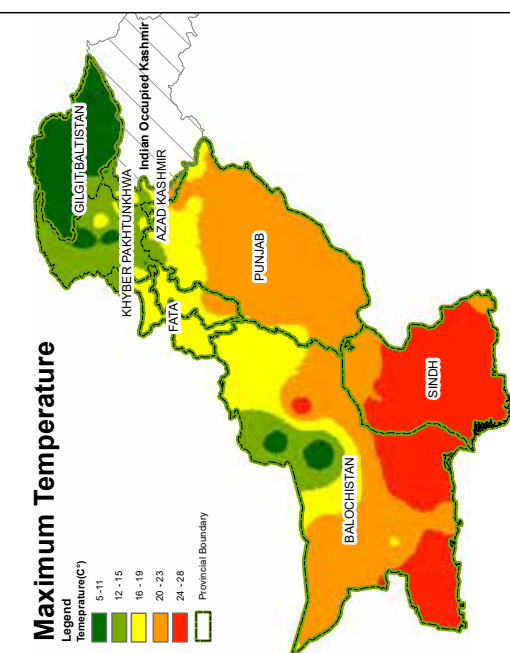 Maximum Temperature
Legend
Temeprature(C°)
5 - 11
12 - 15
16 - 19
20 - 23
24 - 28
Provincial Boundary
GILGIT BALTISTAN
Indian Occupied Kashmir
KHYBER PAKHTUNKHWA
AZAD KASHMIR
FATA
PUNJAB
BALOCHISTAN
SINDH